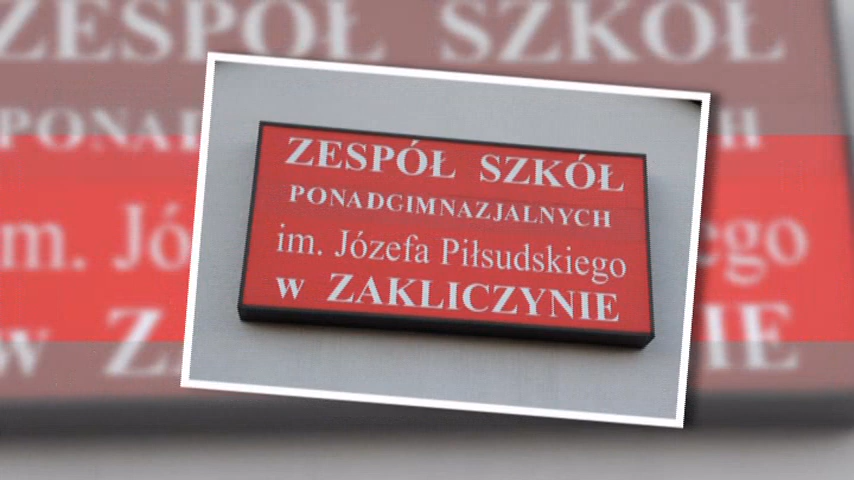 ZESPÓŁ SZKÓŁ
PONADGIMNAZJALNYCH
im. Józefa Piłsudskiego
w ZAKLICZYNIE